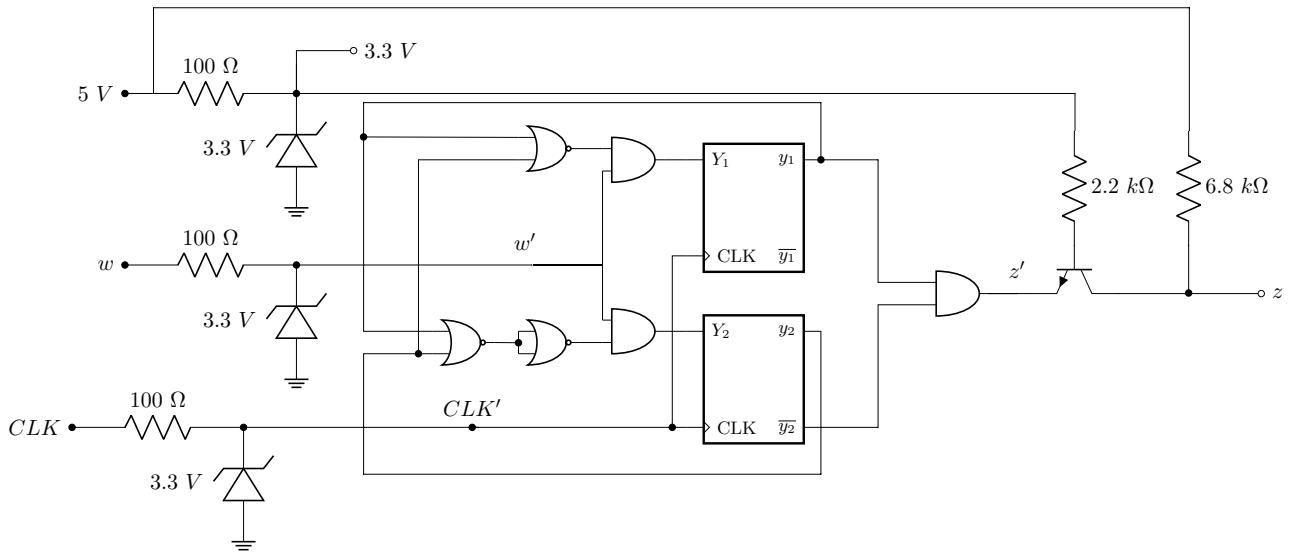 3.3 V
100 Ω
5 V
3.3 V
2.2 kΩ
6.8 kΩ
Y₁
y₁
100 Ω
w
w′
CLK
y₁̅
3.3 V
z′
z
Y₂
y₂
100 Ω
CLK
CLK′
CLK
y₂̅
3.3 V